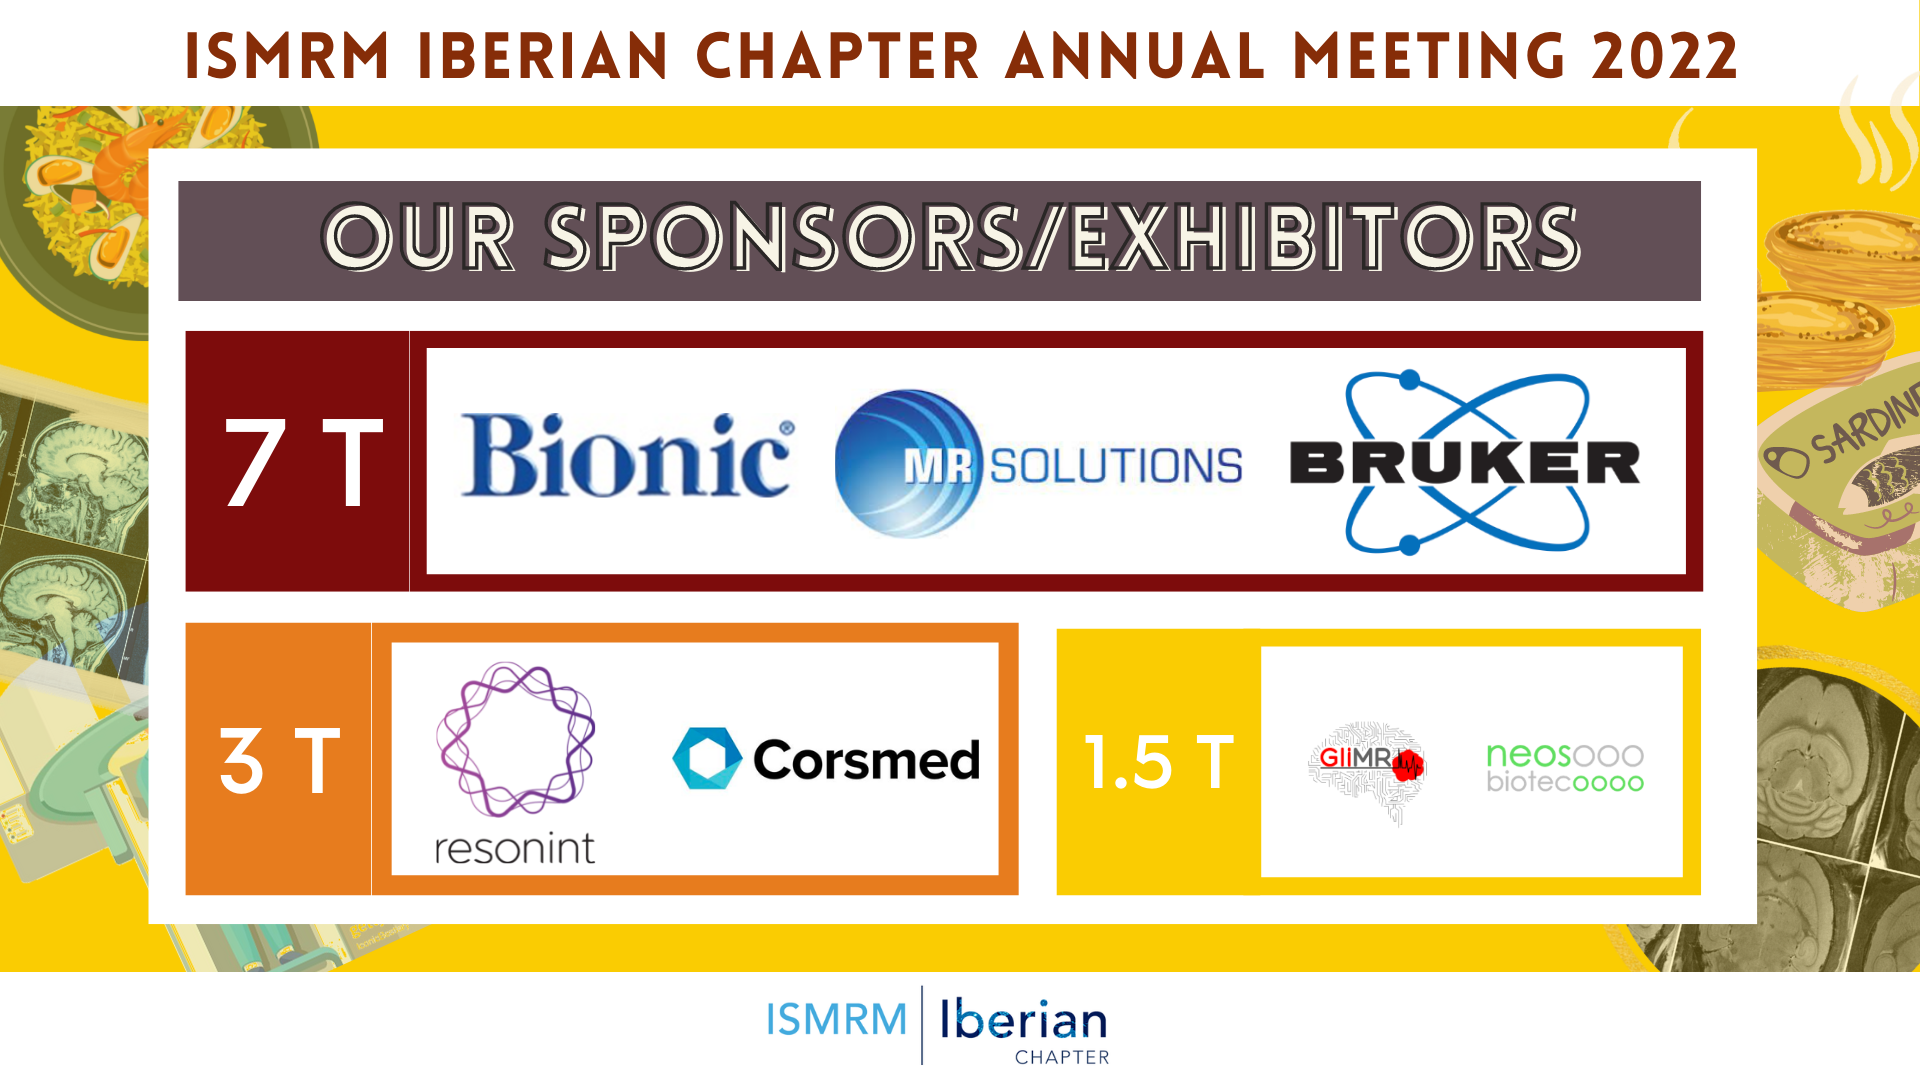 ISMRM IBERIAN CHAPTER ANNUAL MEETING 2022
OUR SPONSORS/EXHIBITORS
7 T
Bionic®
MR SOLUTIONS
BRUKER
SARDINE
3 T
resonint
Corsmed
1.5 T
GliMR
neosooo
biotecoooo
ISMRM
Iberian
CHAPTER